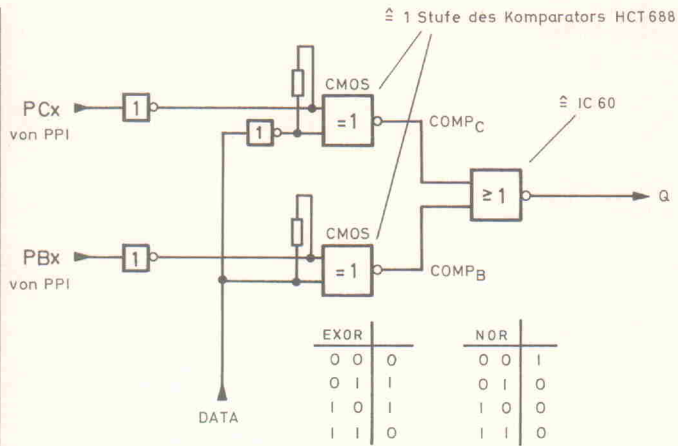 ≙ 1 Stufe des Komparators HCT 688
CMOS
≙ IC 60
PCx
von PPI
1
1
= 1
COMPC
≥ 1
Q
CMOS
PBx
von PPI
1
= 1
COMPB
EXOR
0 0 0
0 1 1
1 0 1
1 1 0
NOR
0 0 1
0 1 0
1 0 0
1 1 0
DATA